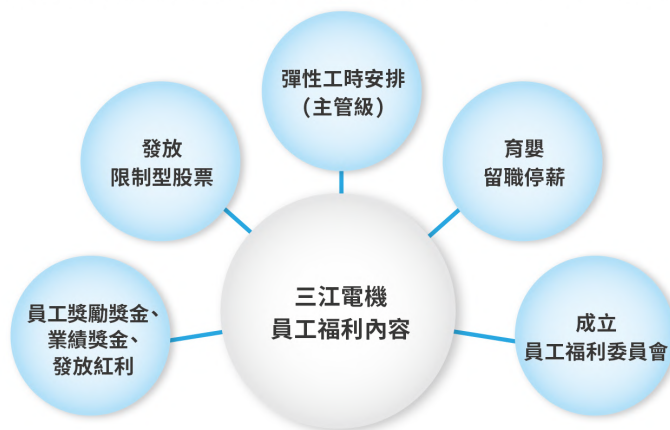 彈性工時安排
（主管級）
發放
限制型股票
育嬰
留職停薪
三江電機
員工福利內容
員工獎勵獎金、
業績獎金、
發放紅利
成立
員工福利委員會